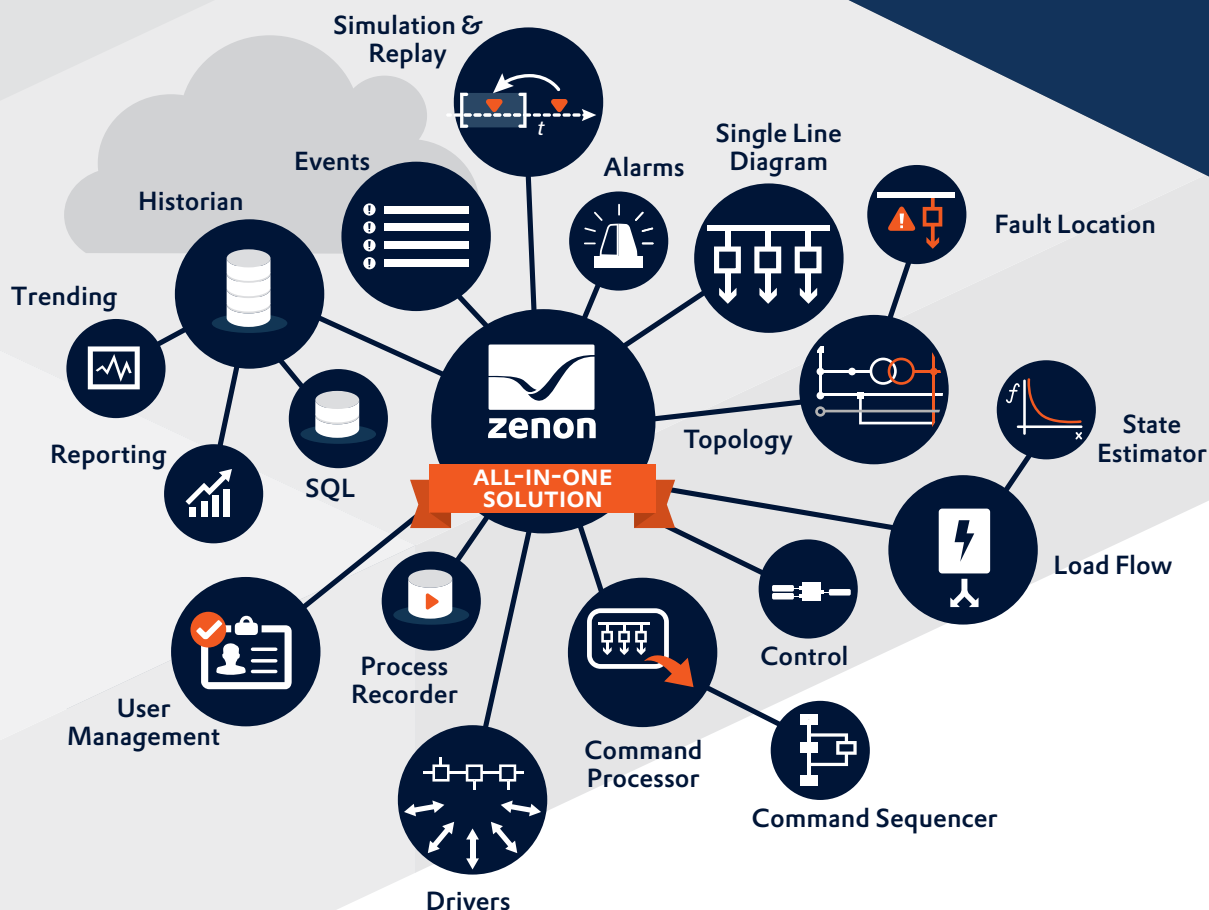 Simulation &
Replay
t
Single Line
Diagram
Events
Alarms
Historian
Fault Location
Trending
zenon
f
x
State
Estimator
Topology
Reporting
ALL-IN-ONE
SOLUTION
SQL
Load Flow
Control
Process
Recorder
User
Management
Command
Processor
Command Sequencer
Drivers